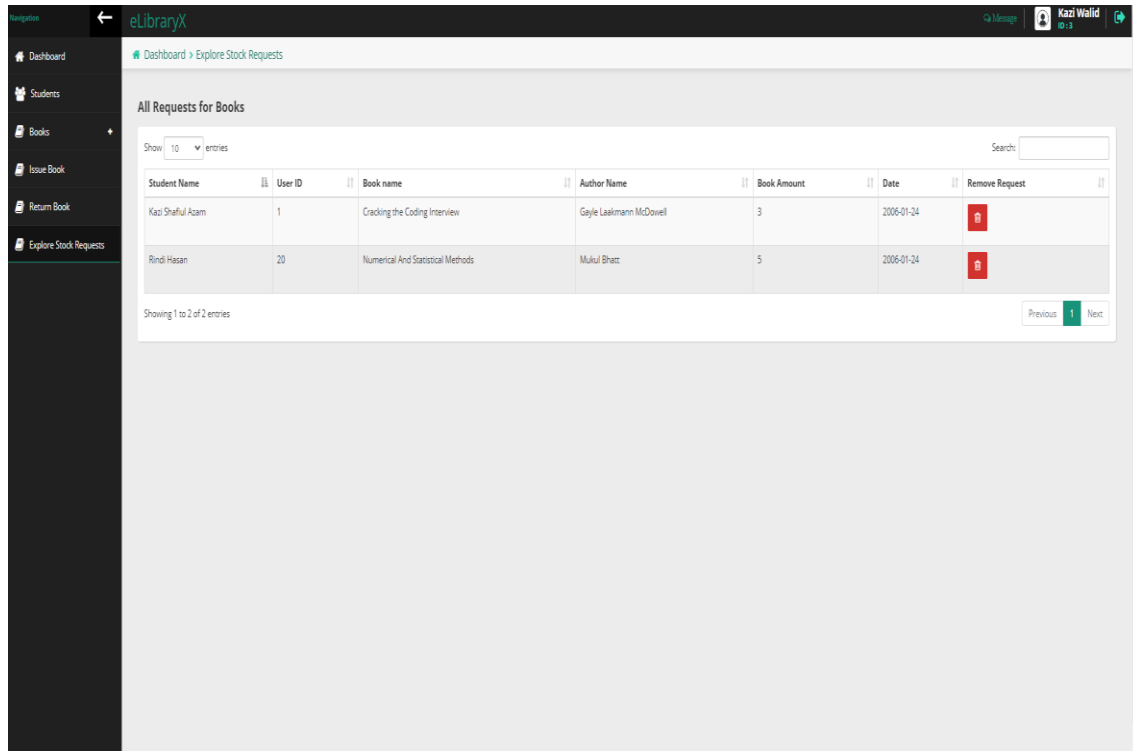 Navigation
eLibraryX
Message
Kazi Walid
ID : 3
Dashboard
Students
Books +
Issue Book
Return Book
Explore Stock Requests
Dashboard > Explore Stock Requests
All Requests for Books
Show 10 entries
Search:
Student Name User ID Book name Author Name Book Amount Date Remove Request
Kazi Shafiul Azam 1 Cracking the Coding Interview Gayle Laakmann McDowell 3 2006-01-24
Rindi Hasan 20 Numerical And Statistical Methods Mukul Bhatt 5 2006-01-24
Showing 1 to 2 of 2 entries
Previous 1 Next